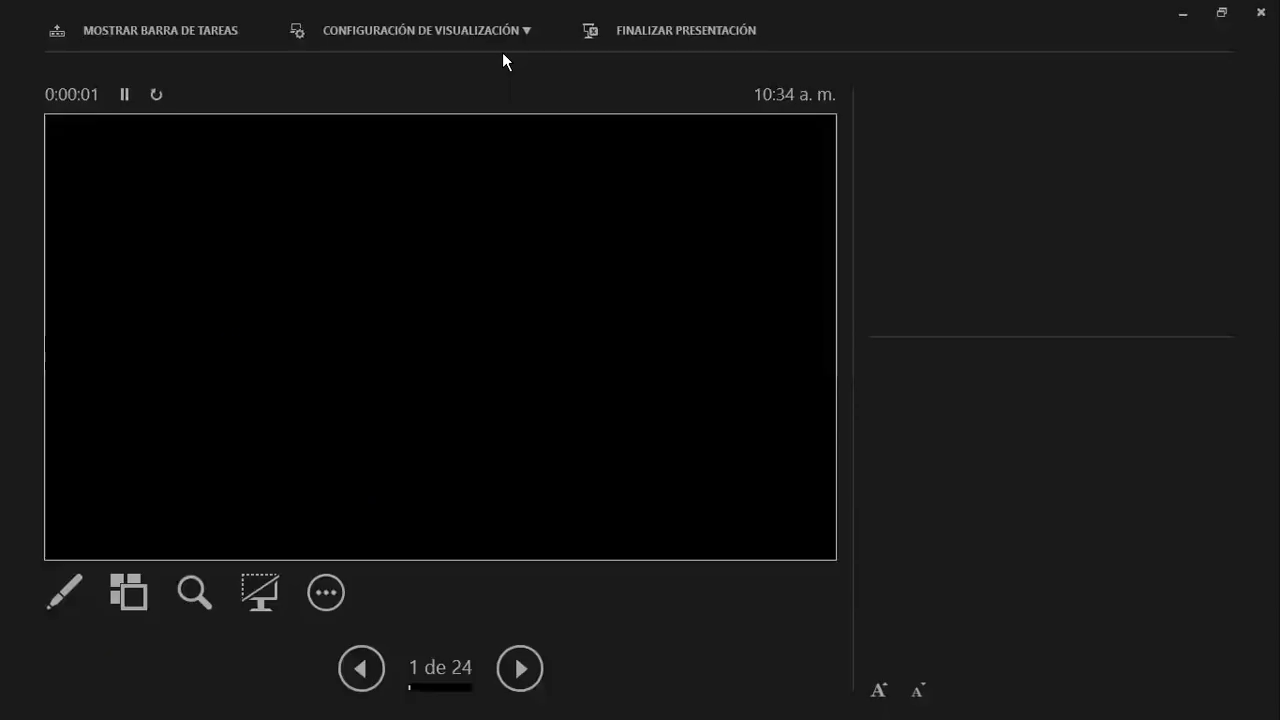 MOSTRAR BARRA DE TAREAS
CONFIGURACIÓN DE VISUALIZACIÓN ▼
FINALIZAR PRESENTACIÓN
0:00:01
10:34 a. m.
1 de 24
A
A